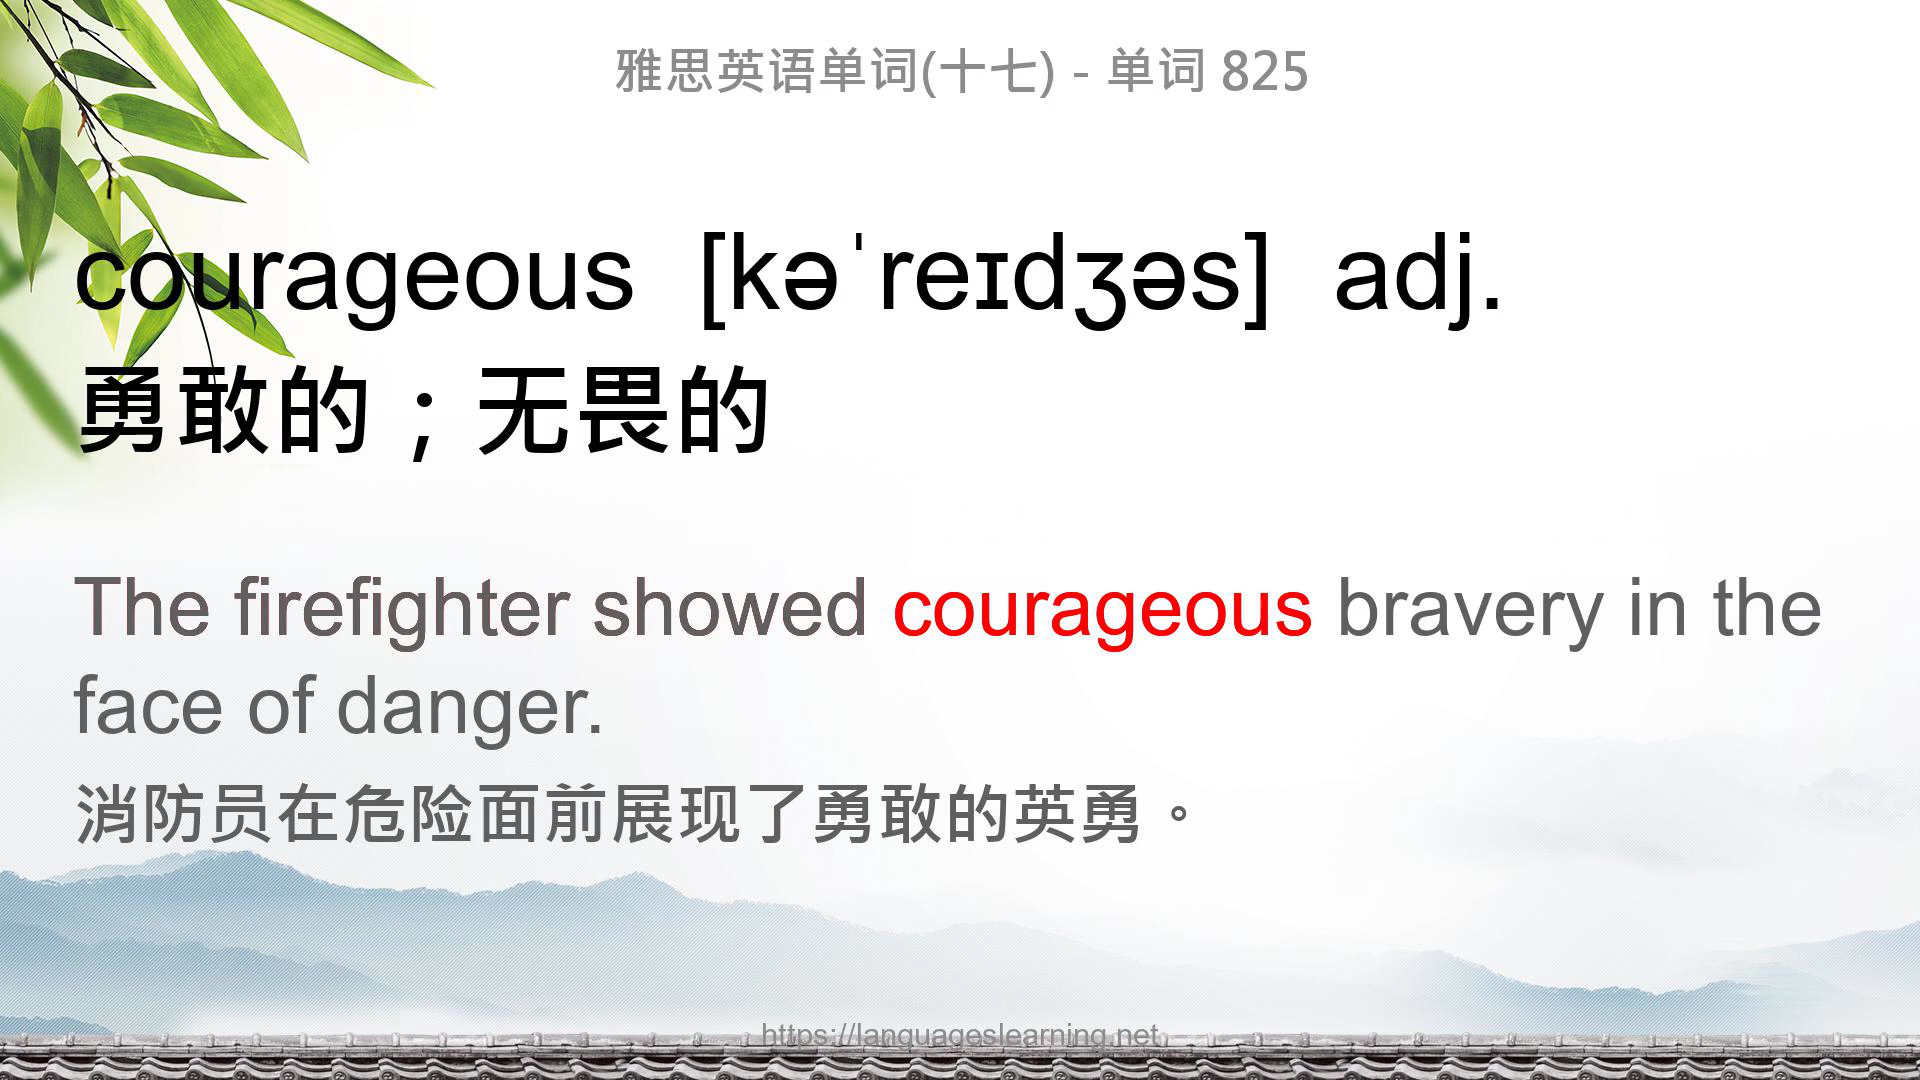 雅思英语单词(十七) - 单词 825
courageous [kəˈreɪdʒəs] adj.
勇敢的；无畏的
The firefighter showed courageous bravery in the
face of danger.
消防员在危险面前展现了勇敢的英勇。
https://languageslearning.net